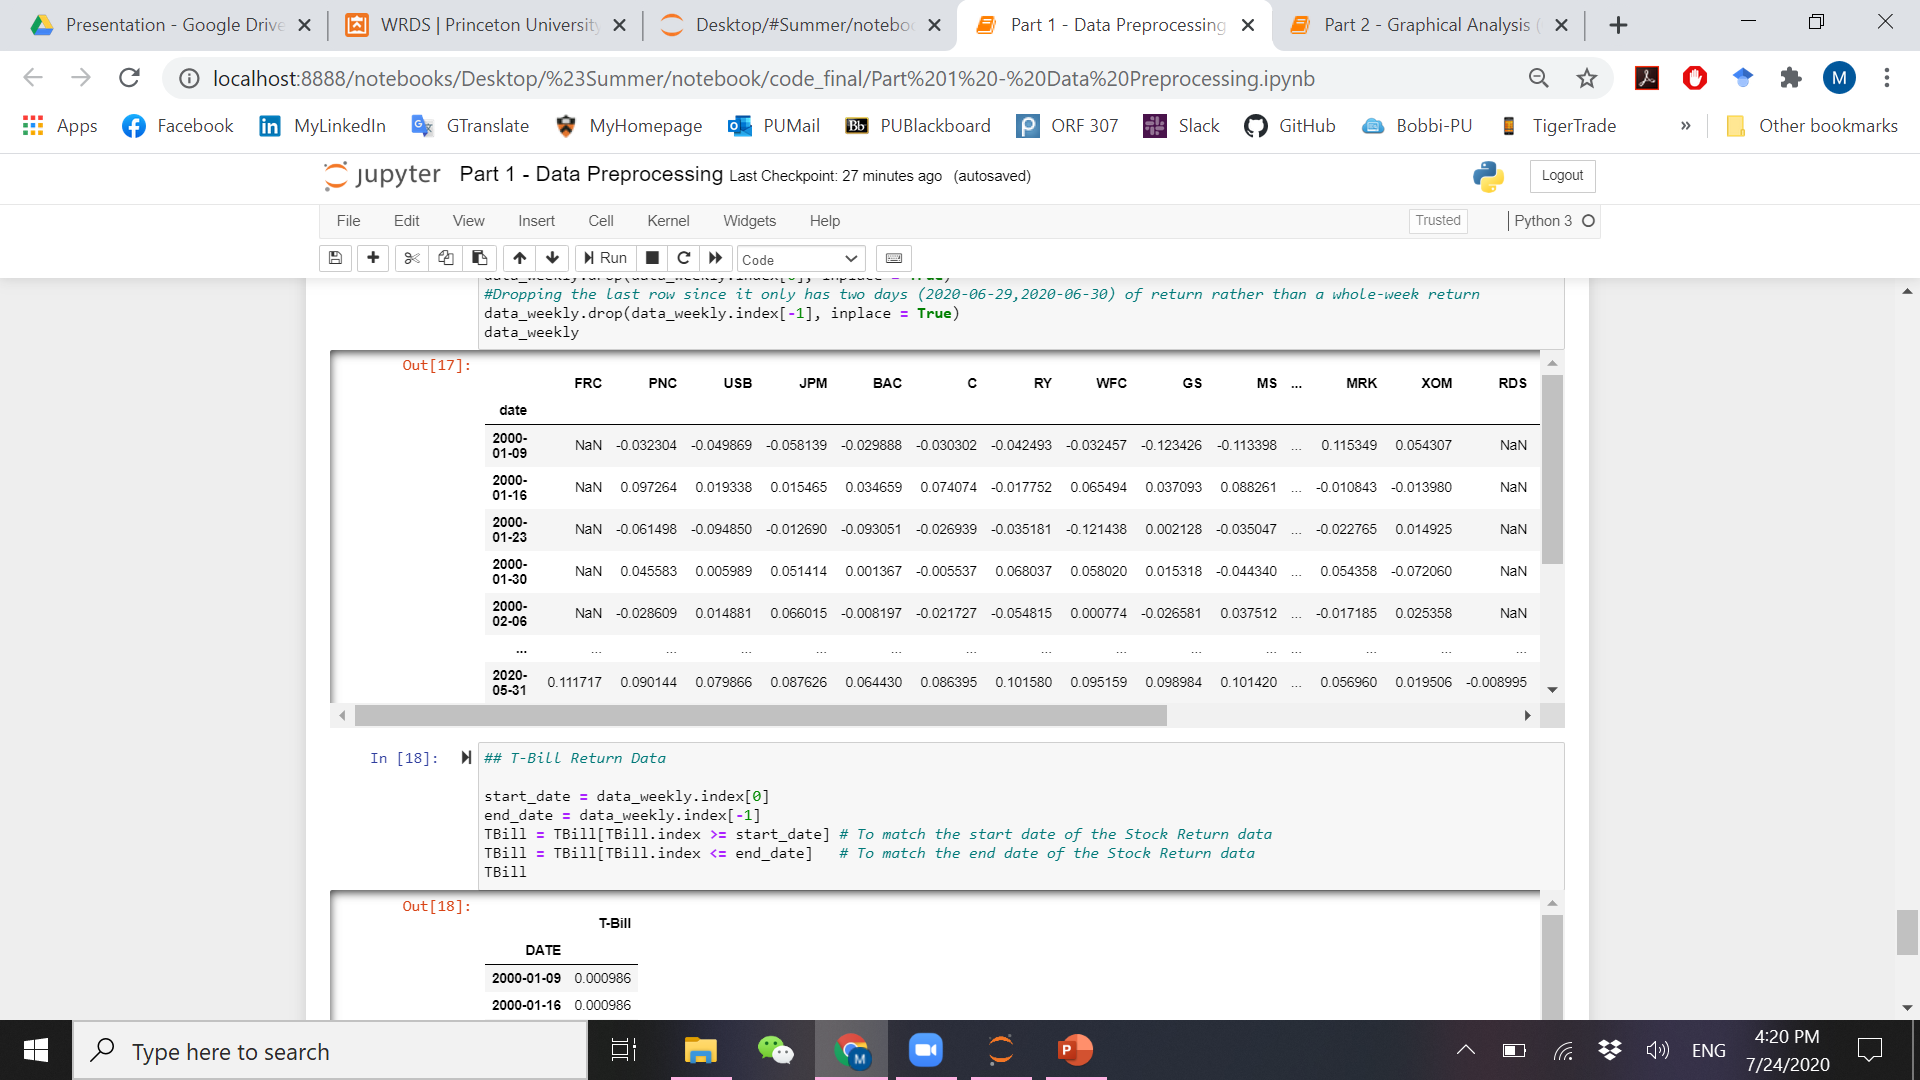 Presentation - Google Drive
WRDS | Princeton University
Desktop/#Summer/notebo
Part 1 - Data Preprocessing
Part 2 - Graphical Analysis (
localhost:8888/notebooks/Desktop/%23Summer/notebook/code_final/Part%201%20-%20Data%20Preprocessing.ipynb
M
Apps Facebook MyLinkedIn GTranslate MyHomepage PUMail PUBlackboard ORF 307 Slack GitHub Bobbi-PU TigerTrade » Other bookmarks
jupyter Part 1 - Data Preprocessing Last Checkpoint: 27 minutes ago (autosaved) Logout
File Edit View Insert Cell Kernel Widgets Help Trusted Python 3
Run Code
data_weekly.drop(data_weekly.index[0], inplace = True)
#Dropping the last row since it only has two days (2020-06-29,2020-06-30) of return rather than a whole-week return
data_weekly.drop(data_weekly.index[-1], inplace = True)
data_weekly
Out[17]:
FRC PNC USB JPM BAC C RY WFC GS MS ... MRK XOM RDS
date
2000-01-09 NaN -0.032304 -0.049869 -0.058139 -0.029888 -0.030302 -0.042493 -0.032457 -0.123426 -0.113398 ... 0.115349 0.054307 NaN
2000-01-16 NaN 0.097264 0.019338 0.015465 0.034659 0.074074 -0.017752 0.065494 0.037093 0.088261 ... -0.010843 -0.013980 NaN
2000-01-23 NaN -0.061498 -0.094850 -0.012690 -0.093051 -0.026939 -0.035181 -0.121438 0.002128 -0.035047 ... -0.022765 0.014925 NaN
2000-01-30 NaN 0.045583 0.005989 0.051414 0.001367 -0.005537 0.068037 0.058020 0.015318 -0.044340 ... 0.054358 -0.072060 NaN
2000-02-06 NaN -0.028609 0.014881 0.066015 -0.008197 -0.021727 -0.054815 0.000774 -0.026581 0.037512 ... -0.017185 0.025358 NaN
... ... ... ... ... ... ... ... ... ... ... ... ... ... ...
2020-05-31 0.111717 0.090144 0.079866 0.087626 0.064430 0.086395 0.101580 0.095159 0.098984 0.101420 ... 0.056960 0.019506 -0.008995
In [18]:
## T-Bill Return Data
start_date = data_weekly.index[0]
end_date = data_weekly.index[-1]
TBill = TBill[TBill.index >= start_date] # To match the start date of the Stock Return data
TBill = TBill[TBill.index <= end_date] # To match the end date of the Stock Return data
TBill
Out[18]:
T-Bill
DATE
2000-01-09 0.000986
2000-01-16 0.000986
Type here to search
ENG
4:20 PM
7/24/2020